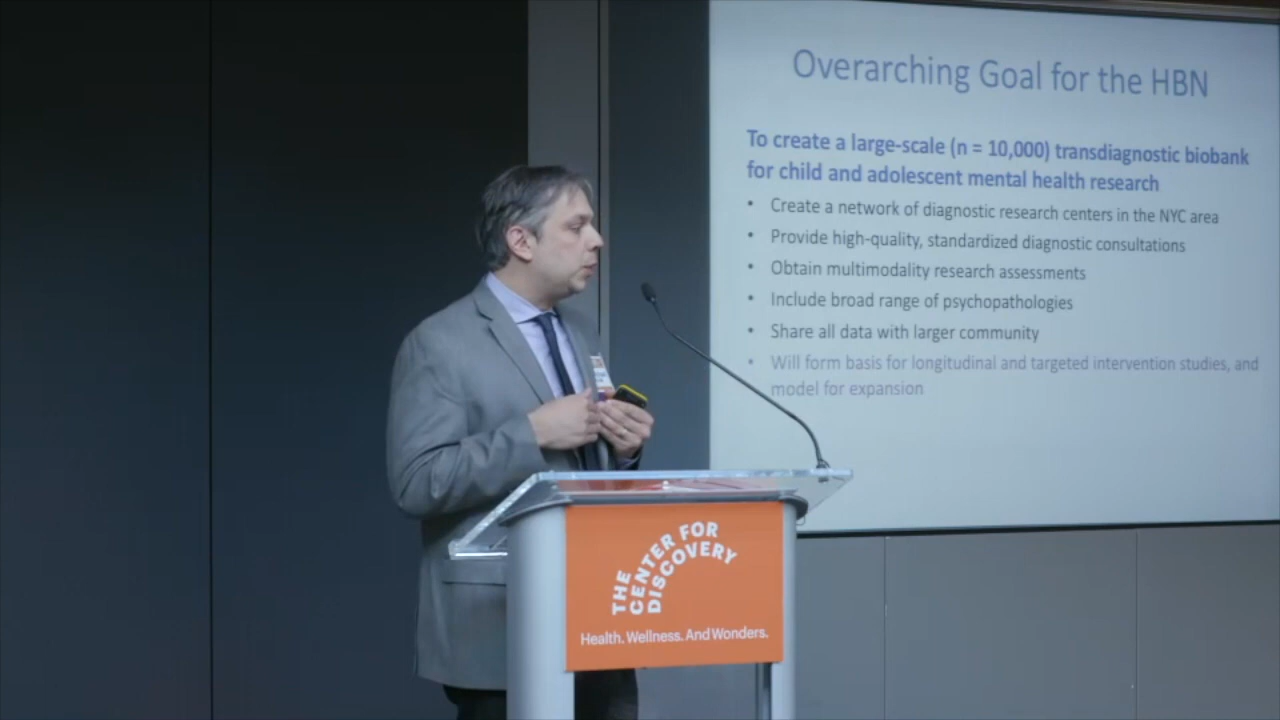 Overarching Goal for the HBN
To create a large-scale (n = 10,000) transdiagnostic biobank
for child and adolescent mental health research
• Create a network of diagnostic research centers in the NYC area
• Provide high-quality, standardized diagnostic consultations
• Obtain multimodality research assessments
• Include broad range of psychopathologies
• Share all data with larger community
• Will form basis for longitudinal and targeted intervention studies, and
model for expansion
THE
CENTER FOR
DISCOVERY
Health. Wellness. And Wonders.